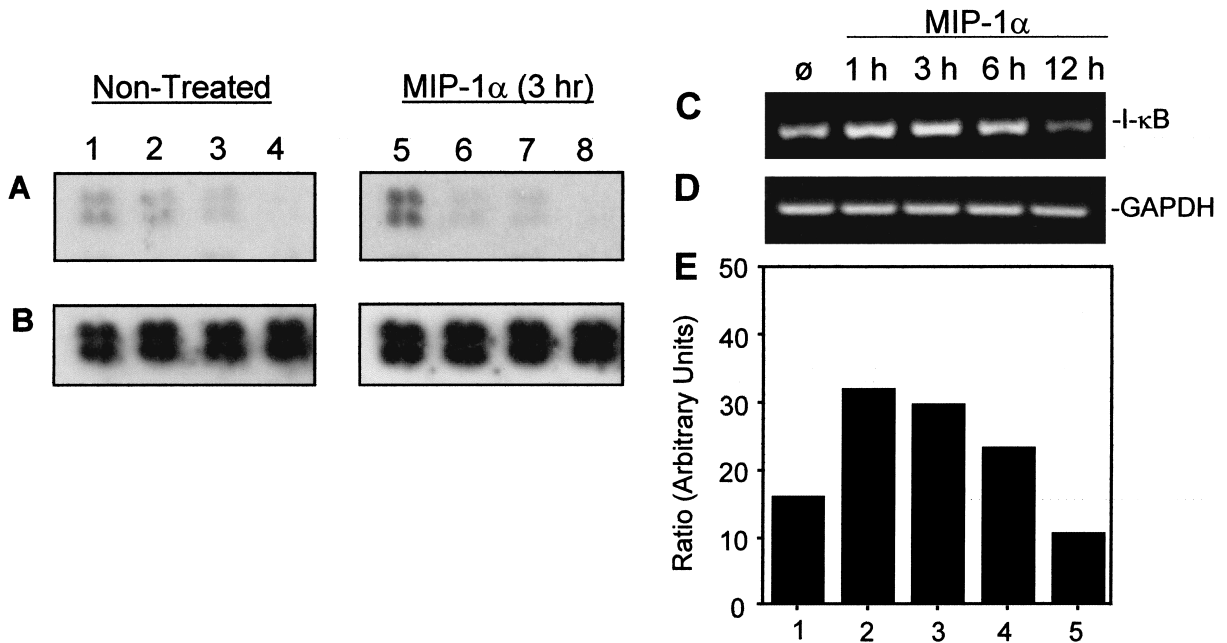 Non-Treated
MIP-1α (3 hr)
1 2 3 4
5 6 7 8
A
B
MIP-1α
ø 1 h 3 h 6 h 12 h
C
-I-κB
D
-GAPDH
E
Ratio (Arbitrary Units)
50
40
30
20
10
0
1 2 3 4 5